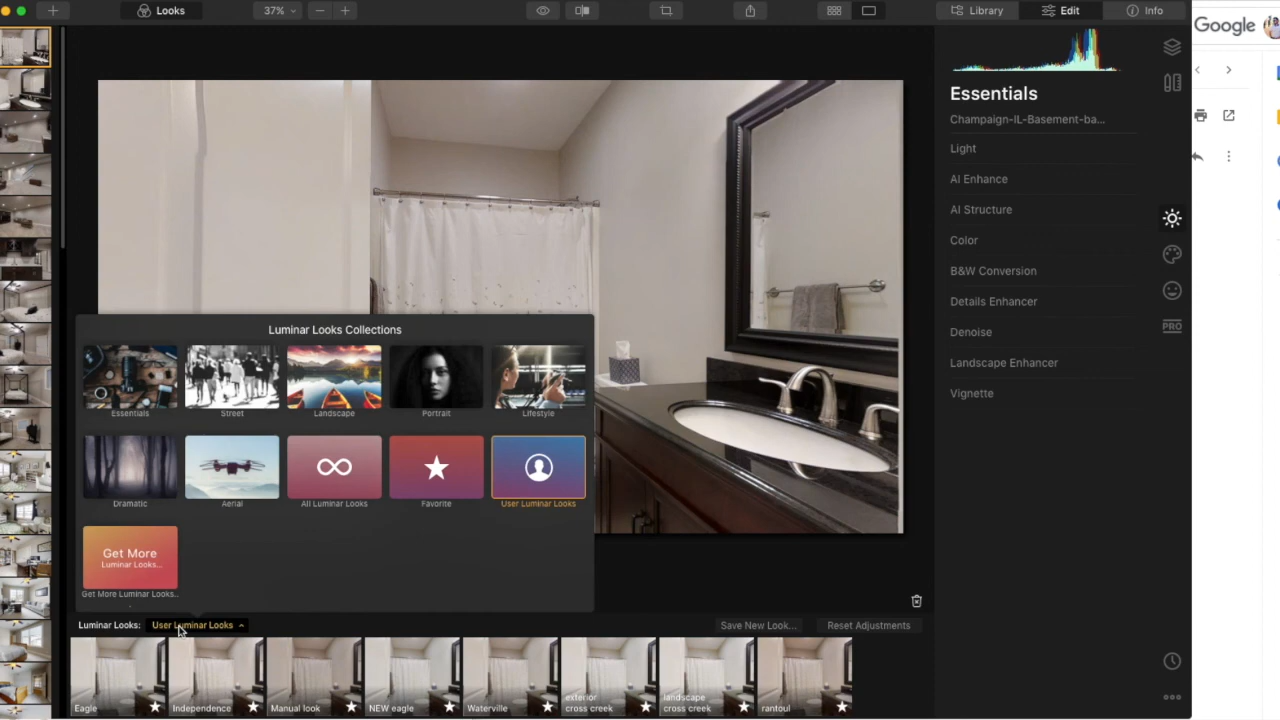 Looks
37%
Library
Edit
Info
Google
Essentials
Champaign-IL-Basement-ba...
Light
AI Enhance
AI Structure
Color
B&W Conversion
Details Enhancer
Denoise
Landscape Enhancer
Vignette
PRO
Luminar Looks Collections
Essentials
Street
Landscape
Portrait
Lifestyle
Dramatic
Aerial
All Luminar Looks
Favorite
User Luminar Looks
Get More
Luminar Looks...
Get More Luminar Looks..
Luminar Looks:
User Luminar Looks
Save New Look...
Reset Adjustments
Eagle
Independence
Manual look
NEW eagle
Waterville
exterior
cross creek
landscape
cross creek
rantoul